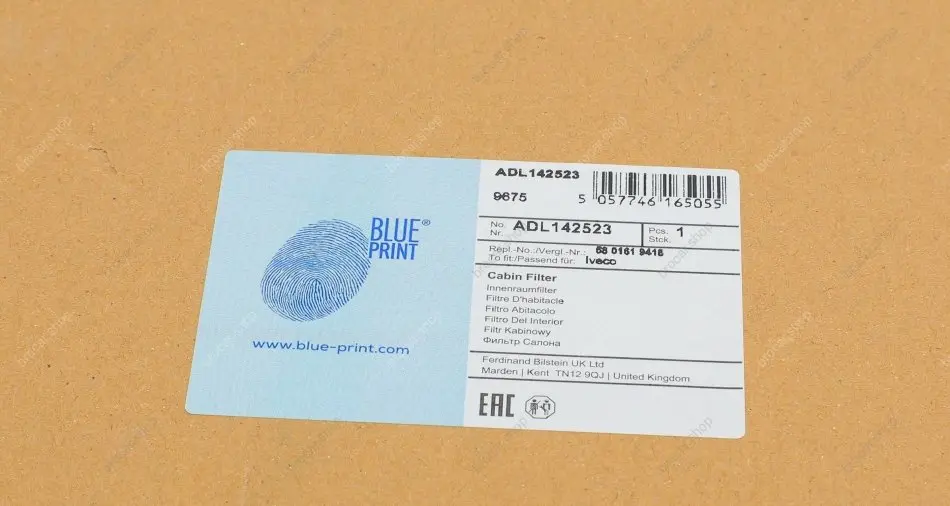 BLUE®
PRINT
www.blue-print.com
ADL142523
9675
5 057746 165055
No.
Nr. ADL142523
Pcs.
Stck. 1
Repl.-No.:/Vergl.-Nr.: 58 0161 9415
To fit:/Passend für: Iveco
Cabin Filter
Innenraumfilter
Filtre D'habitacle
Filtro Abitacolo
Filtro Del Interior
Filtr Kabinowy
Фильтр Салона
Ferdinand Bilstein UK Ltd
Marden | Kent TN12 9QJ | United Kingdom
EAC